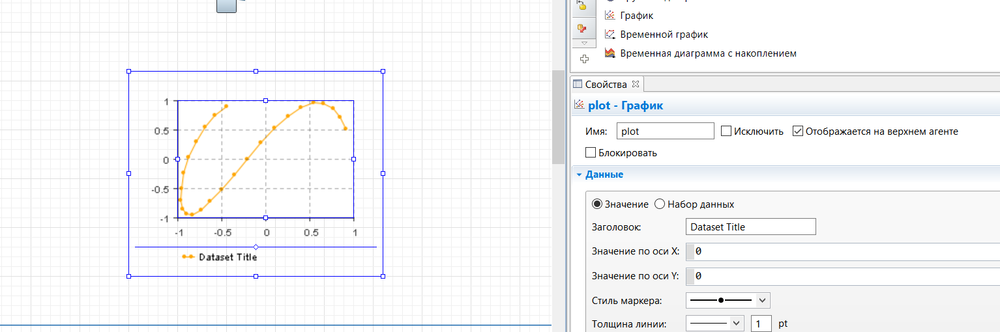 График
Временной график
Временная диаграмма с накоплением
Свойства
plot - График
Имя: plot Исключить Отображается на верхнем агенте
Блокировать
Данные
Значение Набор данных
Заголовок: Dataset Title
Значение по оси X: 0
Значение по оси Y: 0
Стиль маркера:
Толщина линии: 1 pt
1
0.5
0
-0.5
-1
-1 -0.5 0 0.5 1
Dataset Title